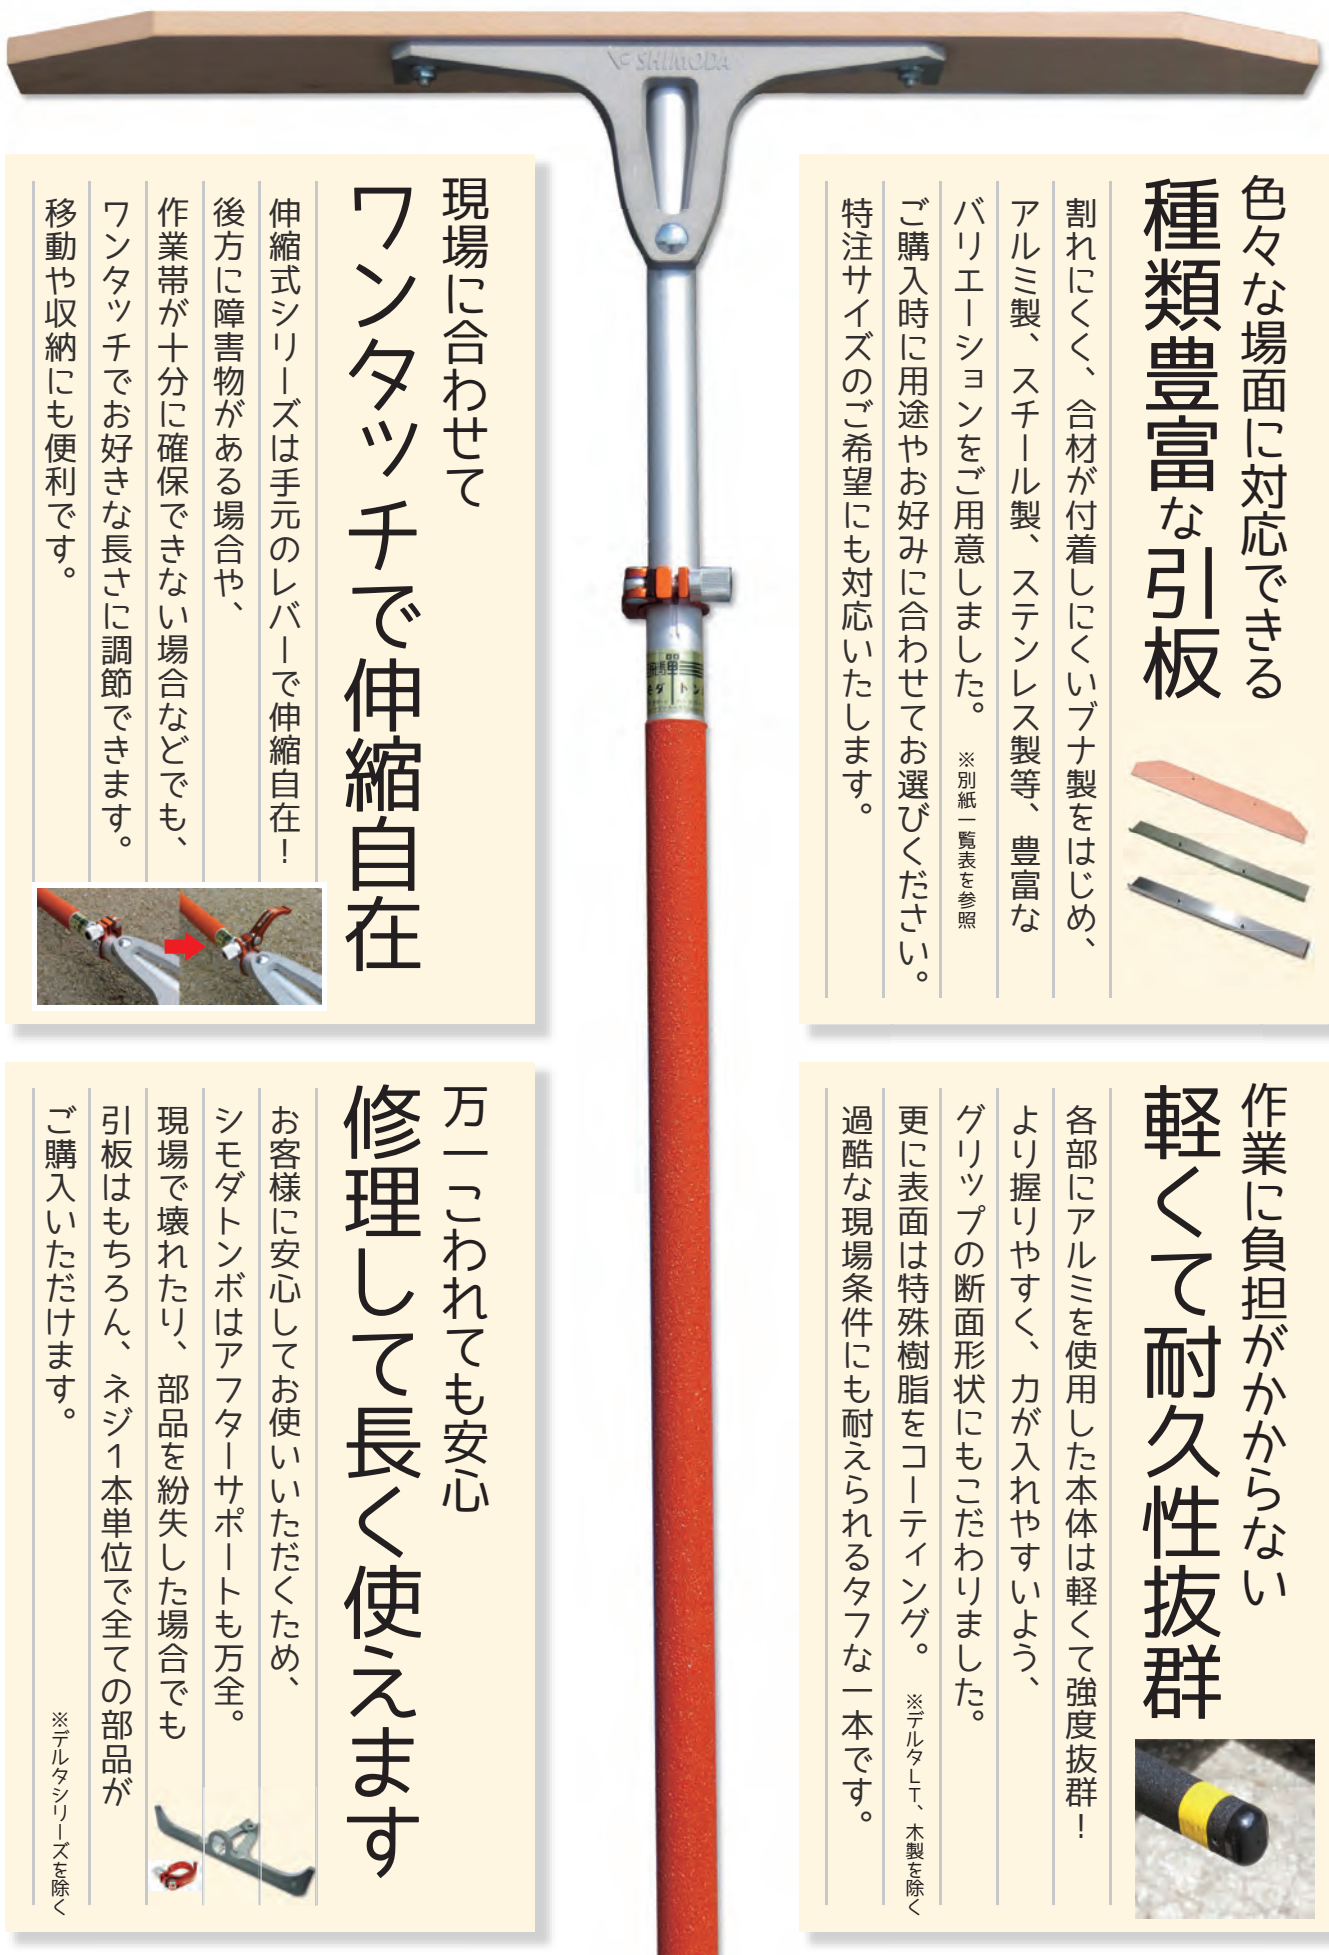 SHIMODA
色々な場面に対応できる
種類豊富な引板
割れにくく、合材が付着しにくいブナ製をはじめ、
アルミ製、スチール製、ステンレス製等、豊富な
バリエーションをご用意しました。 ※別紙一覧表を参照
ご購入時に用途やお好みに合わせてお選びください。
特注サイズのご希望にも対応いたします。
現場に合わせて
ワンタッチで伸縮自在
伸縮式シリーズは手元のレバーで伸縮自在!
後方に障害物がある場合や、
作業帯が十分に確保できない場合などでも、
ワンタッチでお好きな長さに調節できます。
移動や収納にも便利です。
作業に負担がかからない
軽くて耐久性抜群
各部にアルミを使用した本体は軽くて強度抜群!
より握りやすく、力が入れやすいよう、
グリップの断面形状にもこだわりました。
更に表面は特殊樹脂をコーティング。 ※デルタLT、木製を除く
過酷な現場条件にも耐えられるタフな一本です。
万一こわれても安心
修理して長く使えます
お客様に安心してお使いいただくため、
シモダトンボはアフターサポートも万全。
現場で壊れたり、部品を紛失した場合でも
引板はもちろん、ネジ1本単位で全ての部品が
ご購入いただけます。 ※デルタシリーズを除く